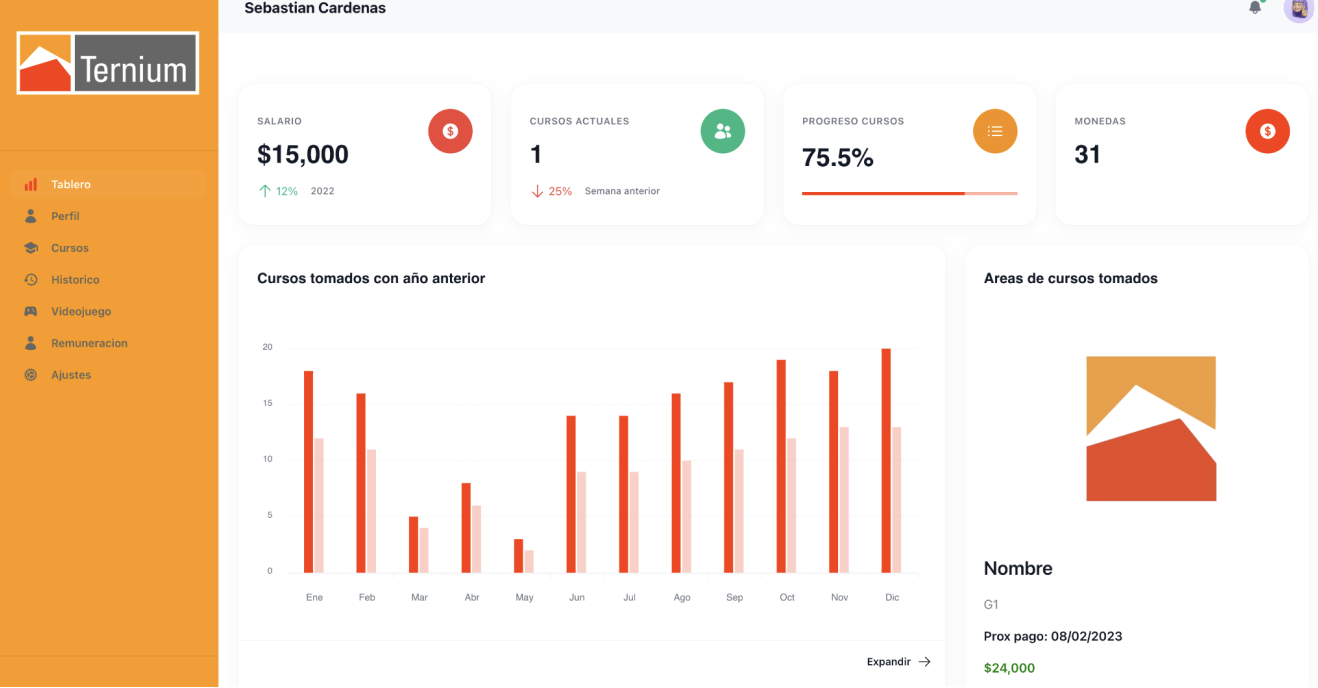 Sebastian Cardenas
Ternium
Tablero
Perfil
Cursos
Historico
Videojuego
Remuneracion
Ajustes
SALARIO
$15,000
12% 2022
CURSOS ACTUALES
1
25% Semana anterior
PROGRESO CURSOS
75.5%
MONEDAS
31
Cursos tomados con año anterior
20
15
10
5
0
Ene Feb Mar Abr May Jun Jul Ago Sep Oct Nov Dic
Expandir →
Areas de cursos tomados
Nombre
G1
Prox pago: 08/02/2023
$24,000